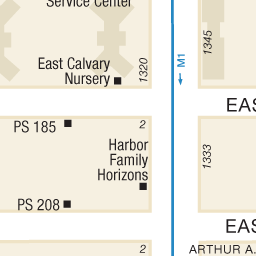 Service Center
East Calvary
Nursery
1320
M1
1345
EAS
PS 185
2
Harbor
Family
Horizons
1333
PS 208
EAS
2
ARTHUR A.